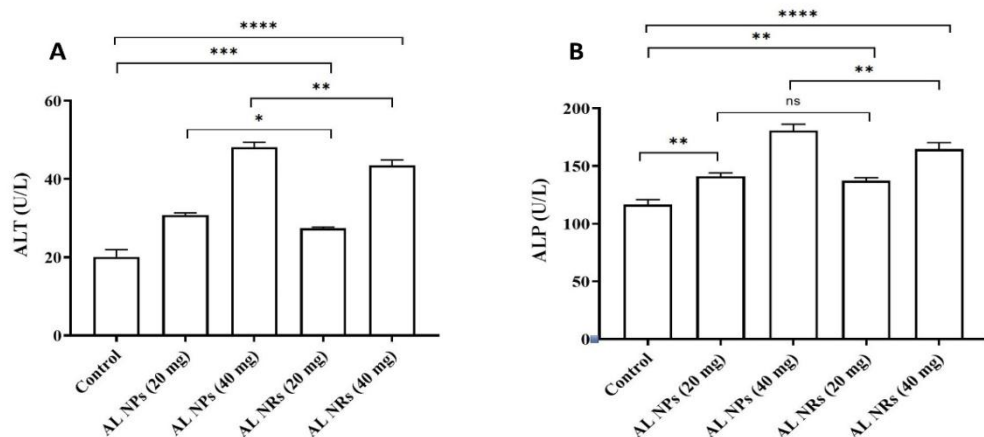 A
****
***
**
*
ALT (U/L)
60
40
20
0
Control
AL NPs (20 mg)
AL NPs (40 mg)
AL NRs (20 mg)
AL NRs (40 mg)
B
****
**
**
ns
**
ALP (U/L)
200
150
100
50
0
Control
AL NPs (20 mg)
AL NPs (40 mg)
AL NRs (20 mg)
AL NRs (40 mg)